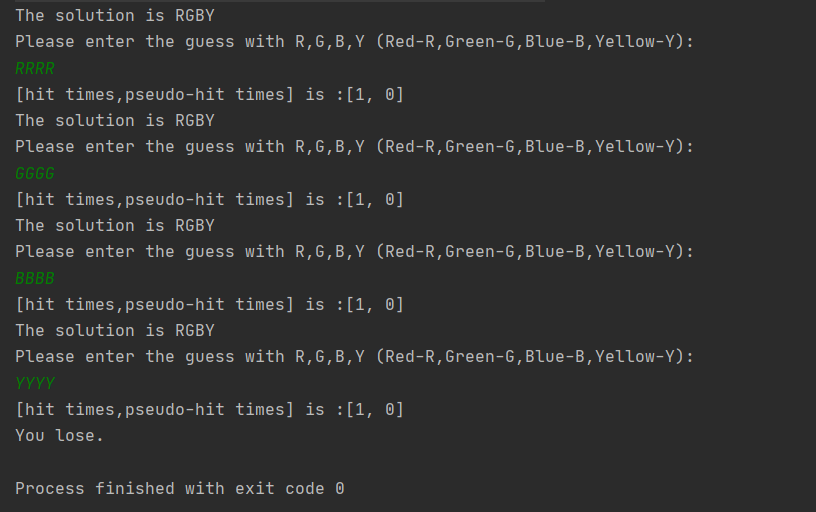 The solution is RGBY
Please enter the guess with R,G,B,Y (Red-R,Green-G,Blue-B,Yellow-Y):
RRRR
[hit times,pseudo-hit times] is :[1, 0]
The solution is RGBY
Please enter the guess with R,G,B,Y (Red-R,Green-G,Blue-B,Yellow-Y):
GGGG
[hit times,pseudo-hit times] is :[1, 0]
The solution is RGBY
Please enter the guess with R,G,B,Y (Red-R,Green-G,Blue-B,Yellow-Y):
BBBB
[hit times,pseudo-hit times] is :[1, 0]
The solution is RGBY
Please enter the guess with R,G,B,Y (Red-R,Green-G,Blue-B,Yellow-Y):
YYYY
[hit times,pseudo-hit times] is :[1, 0]
You lose.
Process finished with exit code 0